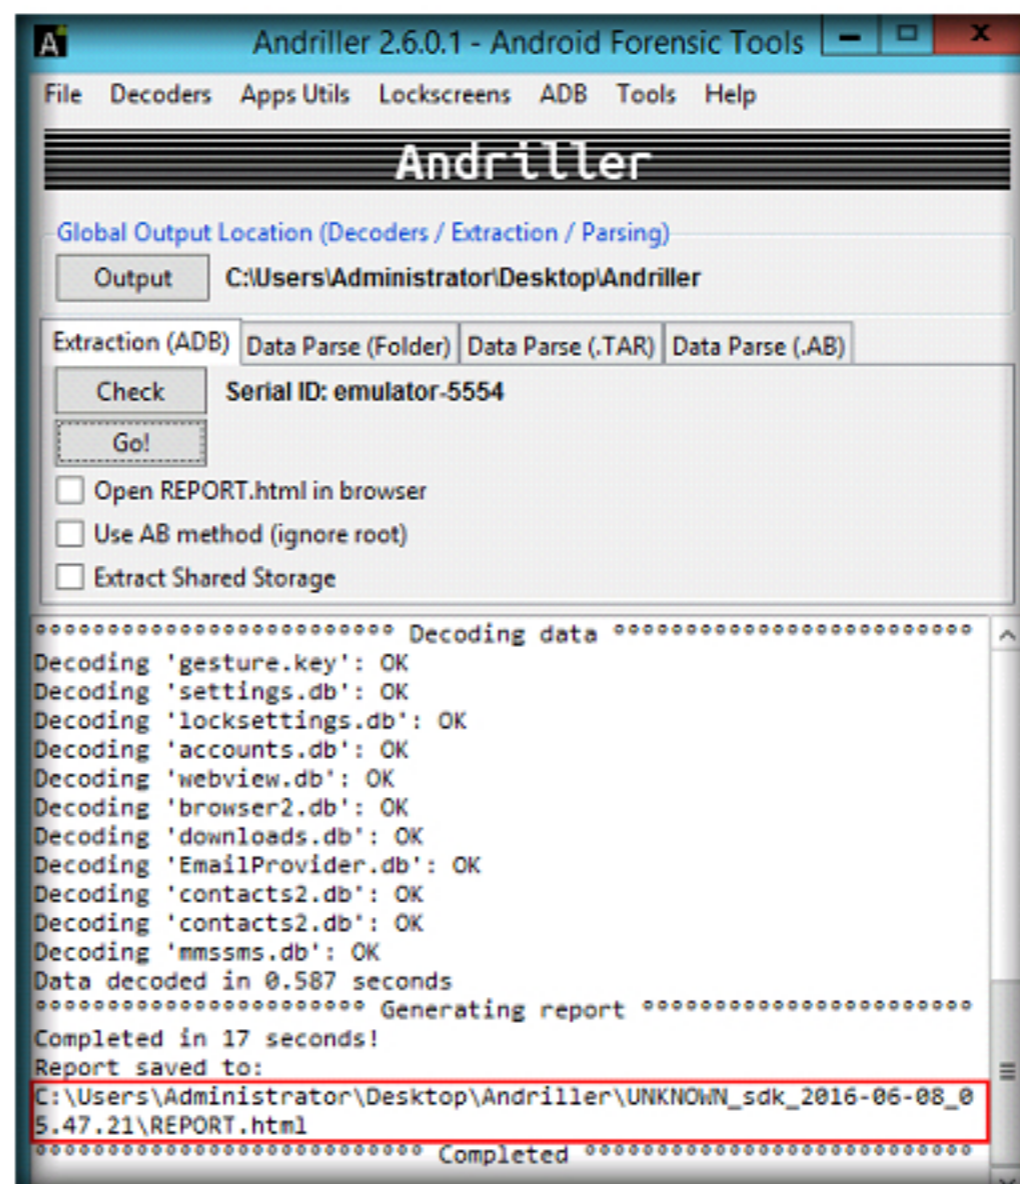 Andriller 2.6.0.1 - Android Forensic Tools
File Decoders Apps Utils Lockscreens ADB Tools Help
Andriller
Global Output Location (Decoders / Extraction / Parsing)
Output C:\Users\Administrator\Desktop\Andriller
Extraction (ADB) Data Parse (Folder) Data Parse (.TAR) Data Parse (.AB)
Check Serial ID: emulator-5554
Go!
Open REPORT.html in browser
Use AB method (ignore root)
Extract Shared Storage
°°°°°°°°°°°°°°°°°°°°°°°°° Decoding data °°°°°°°°°°°°°°°°°°°°°°°°°
Decoding 'gesture.key': OK
Decoding 'settings.db': OK
Decoding 'locksettings.db': OK
Decoding 'accounts.db': OK
Decoding 'webview.db': OK
Decoding 'browser2.db': OK
Decoding 'downloads.db': OK
Decoding 'EmailProvider.db': OK
Decoding 'contacts2.db': OK
Decoding 'contacts2.db': OK
Decoding 'mmssms.db': OK
Data decoded in 0.587 seconds
°°°°°°°°°°°°°°°°°°°°°°° Generating report °°°°°°°°°°°°°°°°°°°°°°°
Completed in 17 seconds!
Report saved to:
C:\Users\Administrator\Desktop\Andriller\UNKNOWN_sdk_2016-06-08_0
5.47.21\REPORT.html
°°°°°°°°°°°°°°°°°°°°°°°°°°° Completed °°°°°°°°°°°°°°°°°°°°°°°°°°°